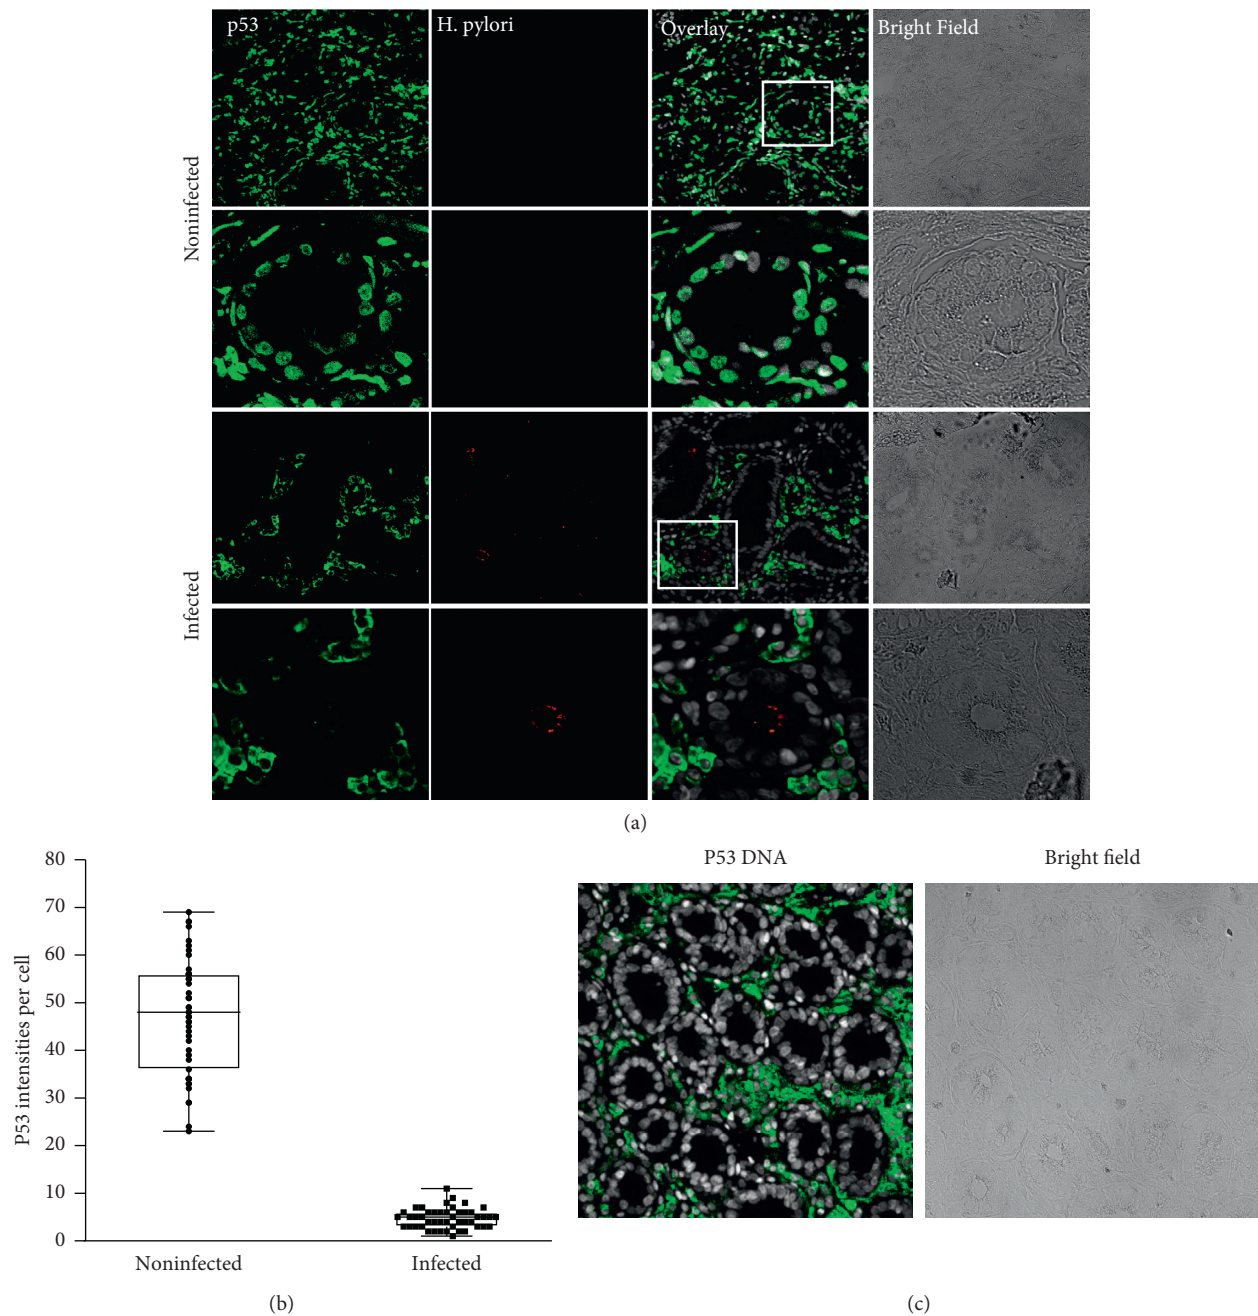 p53
H. pylori
Overlay
Bright Field
Noninfected
Infected
(a)
80
70
60
50
40
30
20
10
0
P53 intensities per cell
Noninfected
Infected
(b)
P53 DNA
Bright field
(c)